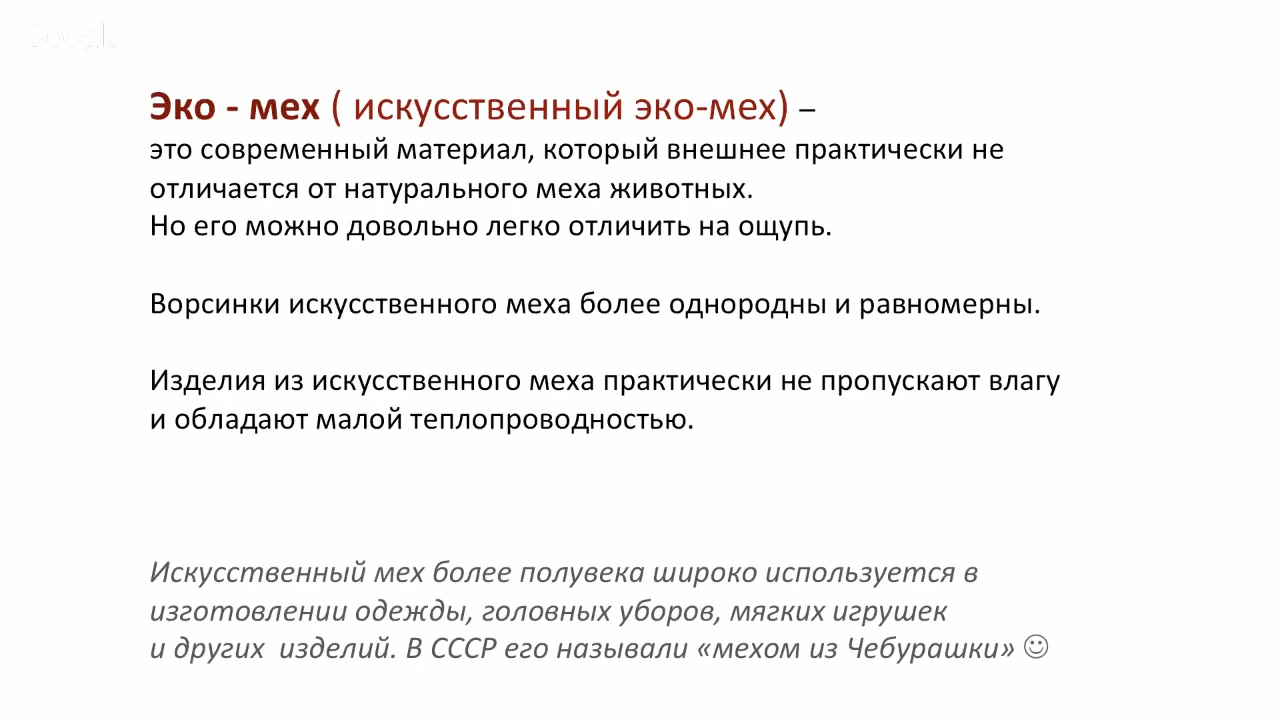 Google
Эко - мех ( искусственный эко-мех) –
это современный материал, который внешнее практически не
отличается от натурального меха животных.
Но его можно довольно легко отличить на ощупь.
Ворсинки искусственного меха более однородны и равномерны.
Изделия из искусственного меха практически не пропускают влагу
и обладают малой теплопроводностью.
Искусственный мех более полувека широко используется в
изготовлении одежды, головных уборов, мягких игрушек
и других  изделий. В СССР его называли «мехом из Чебурашки» ☺